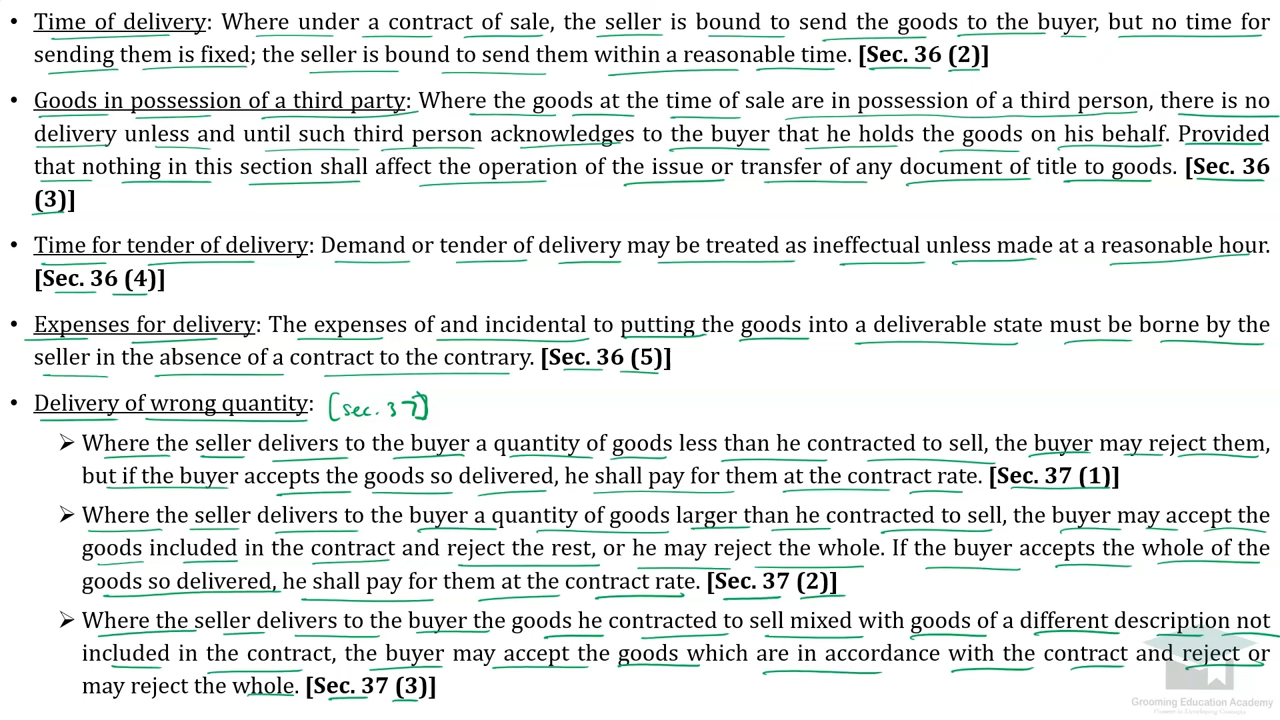 • Time of delivery: Where under a contract of sale, the seller is bound to send the goods to the buyer, but no time for
sending them is fixed; the seller is bound to send them within a reasonable time. [Sec. 36 (2)]
• Goods in possession of a third party: Where the goods at the time of sale are in possession of a third person, there is no
delivery unless and until such third person acknowledges to the buyer that he holds the goods on his behalf. Provided
that nothing in this section shall affect the operation of the issue or transfer of any document of title to goods. [Sec. 36
(3)]
• Time for tender of delivery: Demand or tender of delivery may be treated as ineffectual unless made at a reasonable hour.
[Sec. 36 (4)]
• Expenses for delivery: The expenses of and incidental to putting the goods into a deliverable state must be borne by the
seller in the absence of a contract to the contrary. [Sec. 36 (5)]
• Delivery of wrong quantity: [Sec. 37]
➢ Where the seller delivers to the buyer a quantity of goods less than he contracted to sell, the buyer may reject them,
but if the buyer accepts the goods so delivered, he shall pay for them at the contract rate. [Sec. 37 (1)]
➢ Where the seller delivers to the buyer a quantity of goods larger than he contracted to sell, the buyer may accept the
goods included in the contract and reject the rest, or he may reject the whole. If the buyer accepts the whole of the
goods so delivered, he shall pay for them at the contract rate. [Sec. 37 (2)]
➢ Where the seller delivers to the buyer the goods he contracted to sell mixed with goods of a different description not
included in the contract, the buyer may accept the goods which are in accordance with the contract and reject or
may reject the whole. [Sec. 37 (3)]
Grooming Education Academy